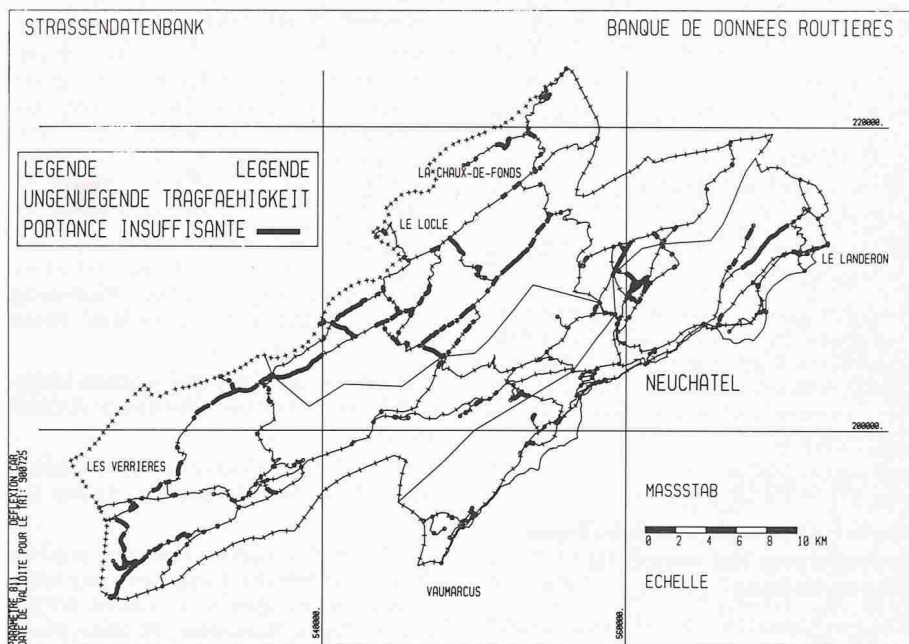 STRASSENDATENBANK
BANQUE DE DONNEES ROUTIERES
220000.
LEGENDE LEGENDE
UNGENUEGENDE TRAGFAEHIGKEIT
PORTANCE INSUFFISANTE
LA CHAUX-DE-FONDS
LE LOCLE
LE LANDERON
NEUCHATEL
200000.
LES VERRIERES
MASSSTAB
0 2 4 6 8 10 KM
ECHELLE
VAUMARCUS
540000.
560000.
PARAMETRE 811 DEFLEXION CAR.
DATE DE VALIDITE POUR LE TRI: 900725